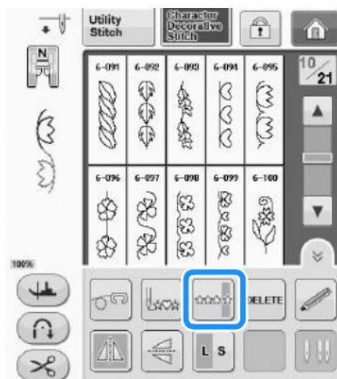 Utility Stitch
Character Decorative Stitch
N
6-091 6-092 6-093 6-094 6-095
10/21
6-096 6-097 6-098 6-099 6-100
100%
DELETE
L S